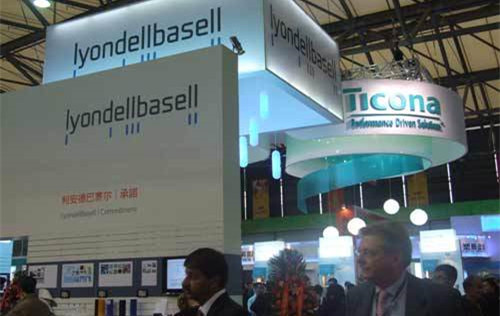 lyondellbasell
lyondellbasell
lyondellbasell
Ticona
Performance Driven Solutions
利安德巴赛尔 | 承诺
LyondellBasell | Commitment